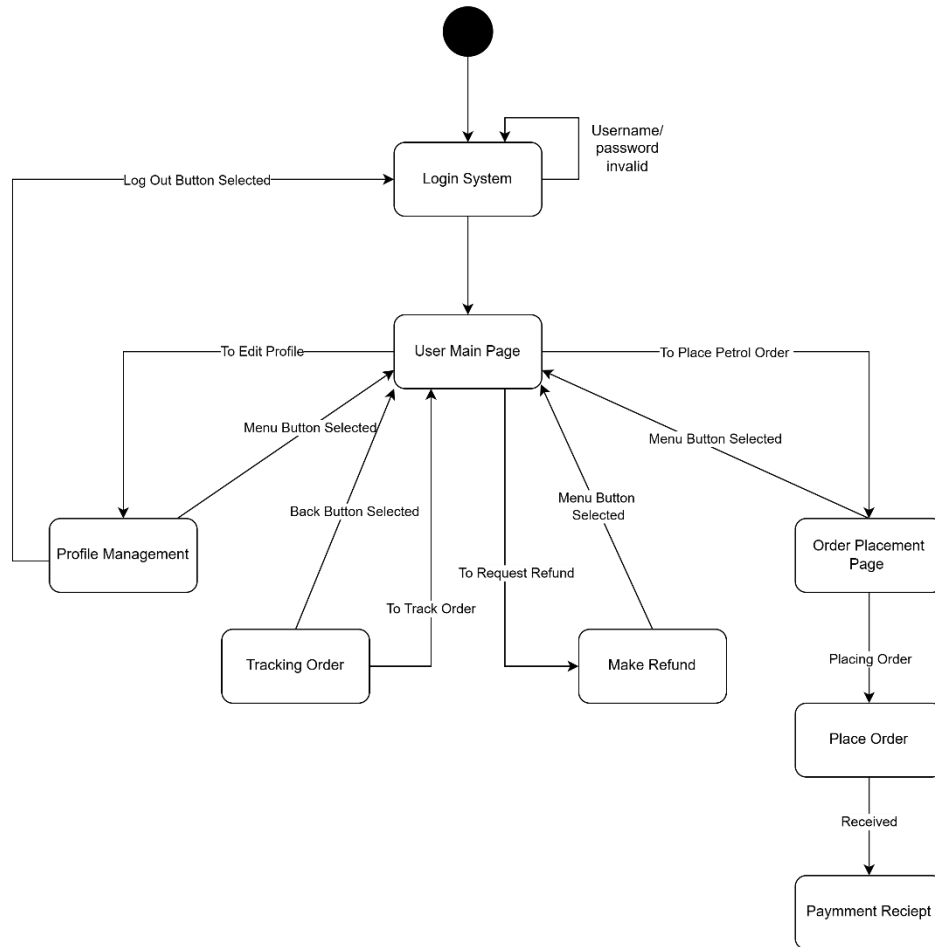 Username/
password
invalid
Log Out Button Selected
Login System
To Edit Profile
User Main Page
To Place Petrol Order
Menu Button Selected
Menu Button Selected
Back Button Selected
Menu Button
Selected
Profile Management
Order Placement
Page
To Request Refund
To Track Order
Tracking Order
Make Refund
Placing Order
Place Order
Received
Paymment Reciept